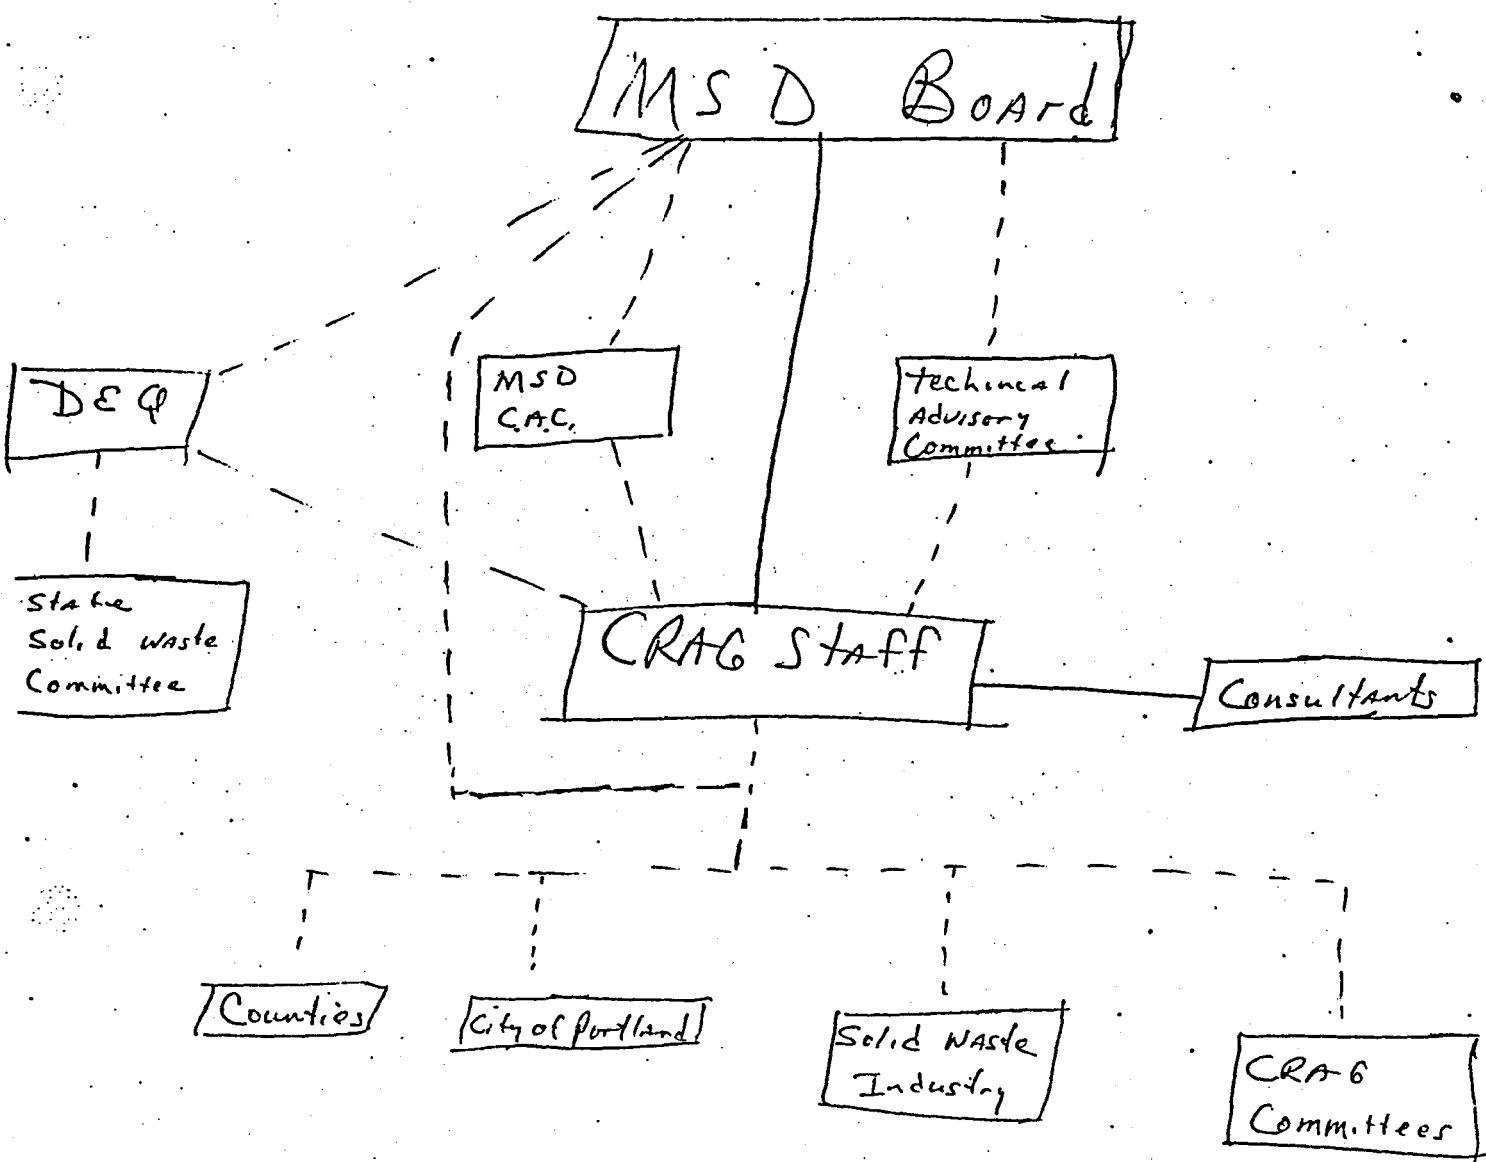 MSD Board
DEQ
MSD
C.A.C.
Techincal
Advisory
Committee
State
Solid Waste
Committee
CRAG Staff
Consultants
Counties
City of Portland
Solid Waste
Industry
CRAG
Committees